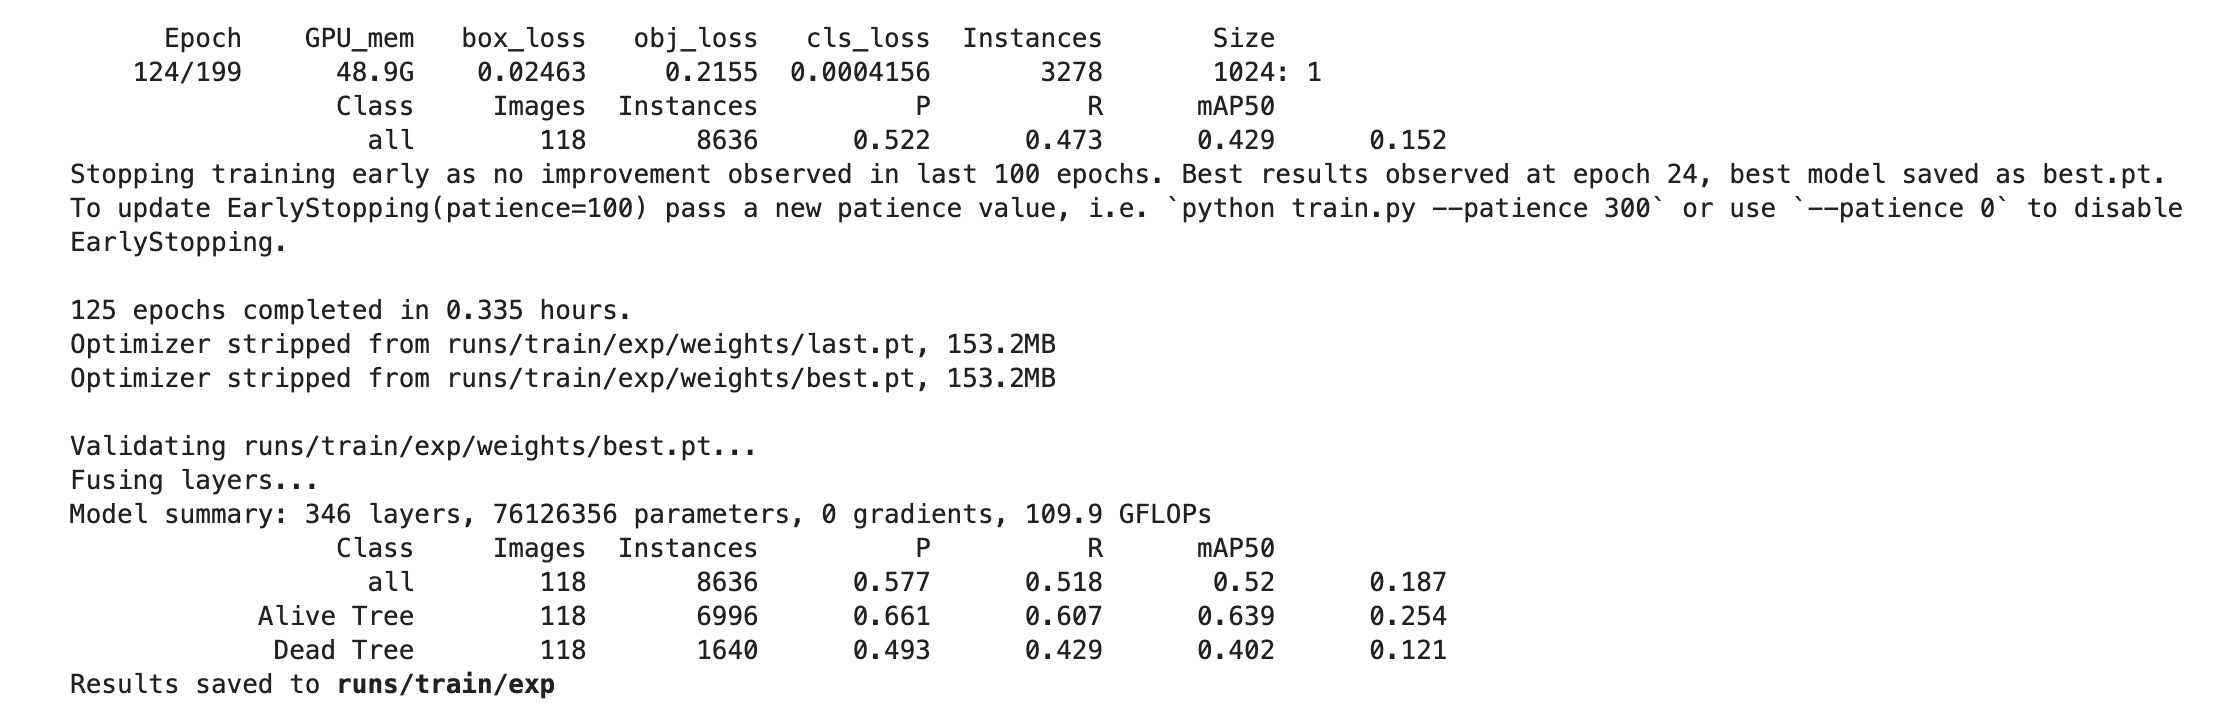 Epoch GPU_mem box_loss obj_loss cls_loss Instances Size
124/199 48.9G 0.02463 0.2155 0.0004156 3278 1024: 1
Class Images Instances P R mAP50
all 118 8636 0.522 0.473 0.429 0.152
Stopping training early as no improvement observed in last 100 epochs. Best results observed at epoch 24, best model saved as best.pt.
To update EarlyStopping(patience=100) pass a new patience value, i.e. `python train.py --patience 300` or use `--patience 0` to disable
EarlyStopping.
125 epochs completed in 0.335 hours.
Optimizer stripped from runs/train/exp/weights/last.pt, 153.2MB
Optimizer stripped from runs/train/exp/weights/best.pt, 153.2MB
Validating runs/train/exp/weights/best.pt...
Fusing layers...
Model summary: 346 layers, 76126356 parameters, 0 gradients, 109.9 GFLOPs
Class Images Instances P R mAP50
all 118 8636 0.577 0.518 0.52 0.187
Alive Tree 118 6996 0.661 0.607 0.639 0.254
Dead Tree 118 1640 0.493 0.429 0.402 0.121
Results saved to runs/train/exp